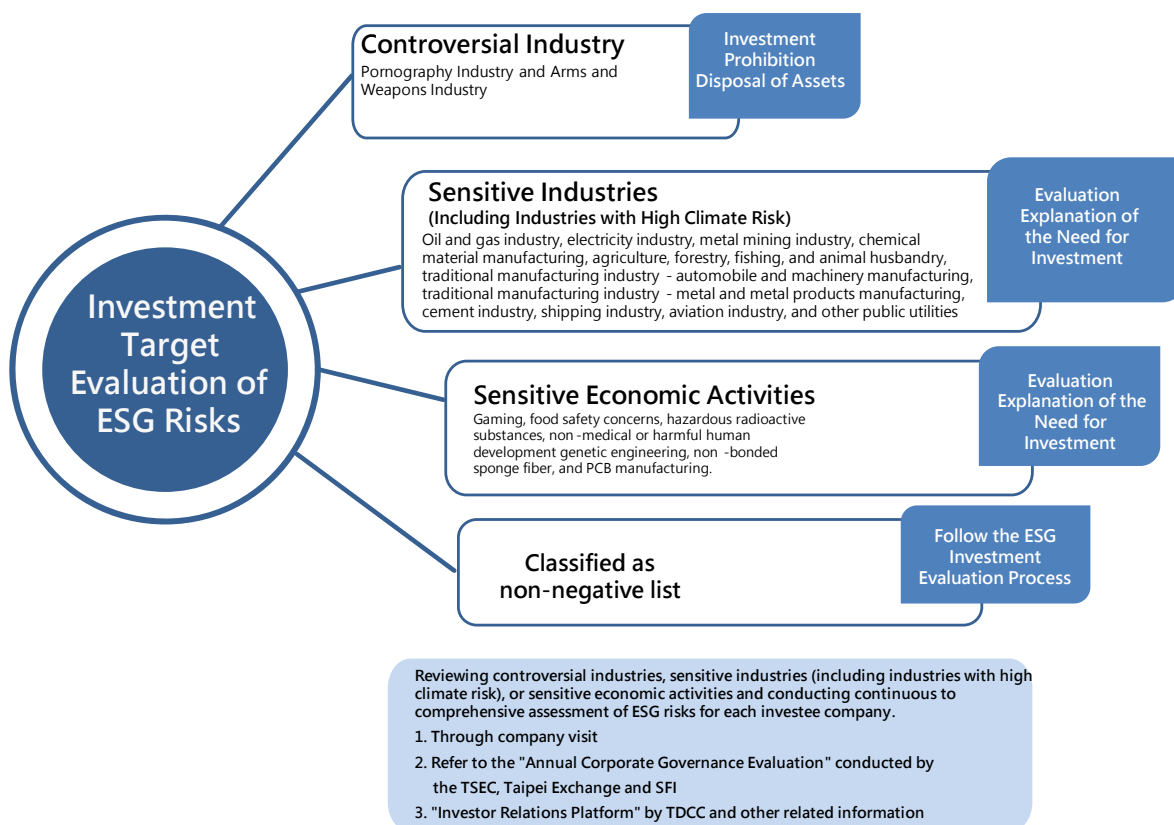 Investment
Target
Evaluation of
ESG Risks
Controversial Industry
Pornography Industry and Arms and
Weapons Industry
Investment
Prohibition
Disposal of Assets
Sensitive Industries
(Including Industries with High Climate Risk)
Oil and gas industry, electricity industry, metal mining industry, chemical
material manufacturing, agriculture, forestry, fishing, and animal husbandry,
traditional manufacturing industry - automobile and machinery manufacturing,
traditional manufacturing industry - metal and metal products manufacturing,
cement industry, shipping industry, aviation industry, and other public utilities
Evaluation
Explanation of
the Need for
Investment
Sensitive Economic Activities
Gaming, food safety concerns, hazardous radioactive
substances, non -medical or harmful human
development genetic engineering, non -bonded
sponge fiber, and PCB manufacturing.
Evaluation
Explanation of the
Need for
Investment
Classified as
non-negative list
Follow the ESG
Investment
Evaluation Process
Reviewing controversial industries, sensitive industries (including industries with high
climate risk), or sensitive economic activities and conducting continuous to
comprehensive assessment of ESG risks for each investee company.
1. Through company visit
2. Refer to the "Annual Corporate Governance Evaluation" conducted by
the TSEC, Taipei Exchange and SFI
3. "Investor Relations Platform" by TDCC and other related information